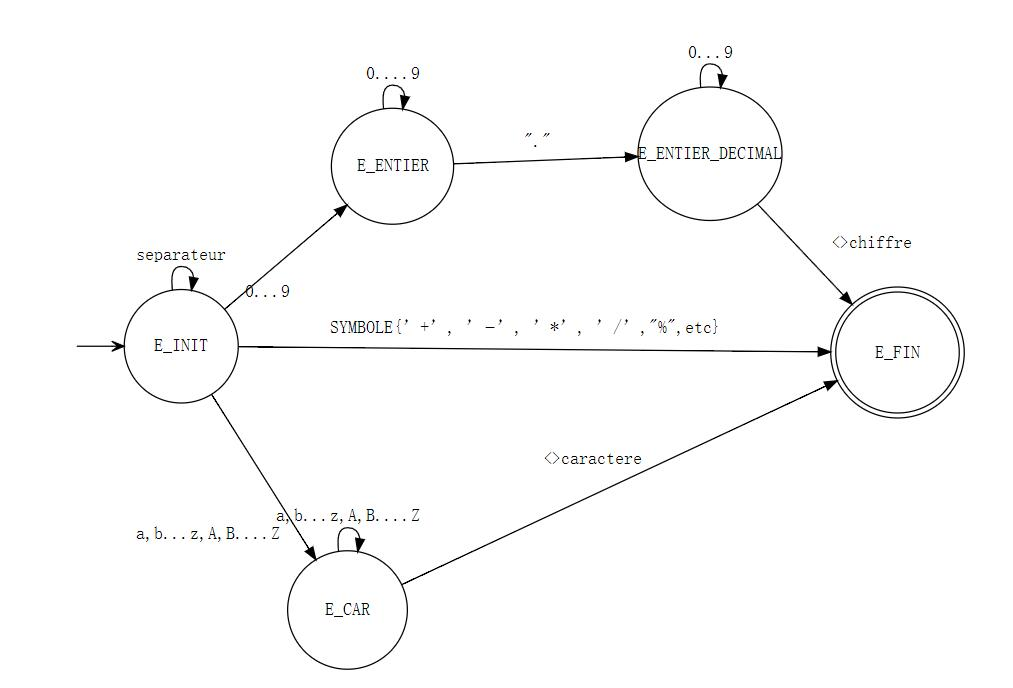 0...9
0....9
"."
E_ENTIER_DECIMAL
E_ENTIER
<>chiffre
separateur
0...9
SYMBOLE{' +' , ' -' , ' *' , ' /' ,"%",etc}
E_INIT
E_FIN
<>caractere
a,b...z,A,B....Z
a,b...z,A,B....Z
E_CAR